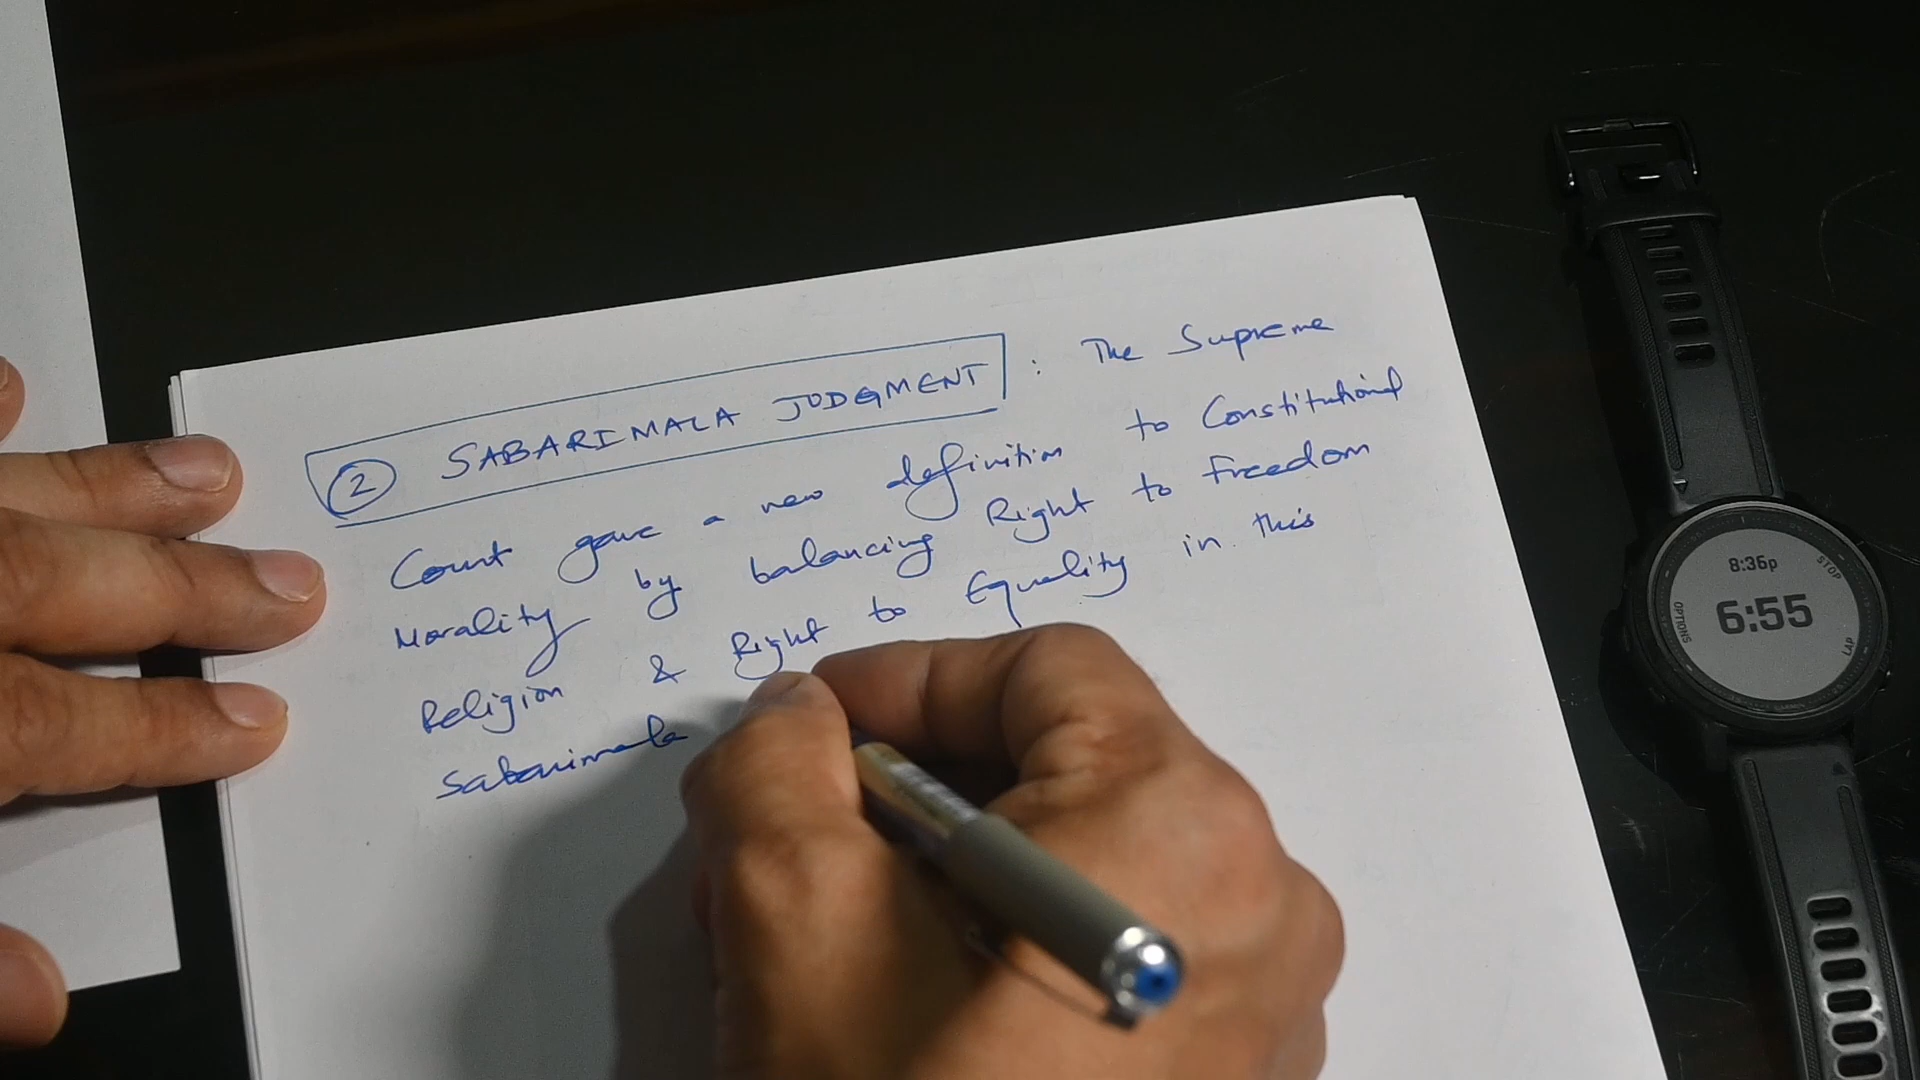 ② SABARIMALA JUDGMENT : The Supreme
Court gave a new definition to Constitutional
Morality by balancing Right to Freedom
Religion & Right to Equality in this
Sabarimala
8:36p
6:55
STOP
OPTIONS
LAP
GARMIN